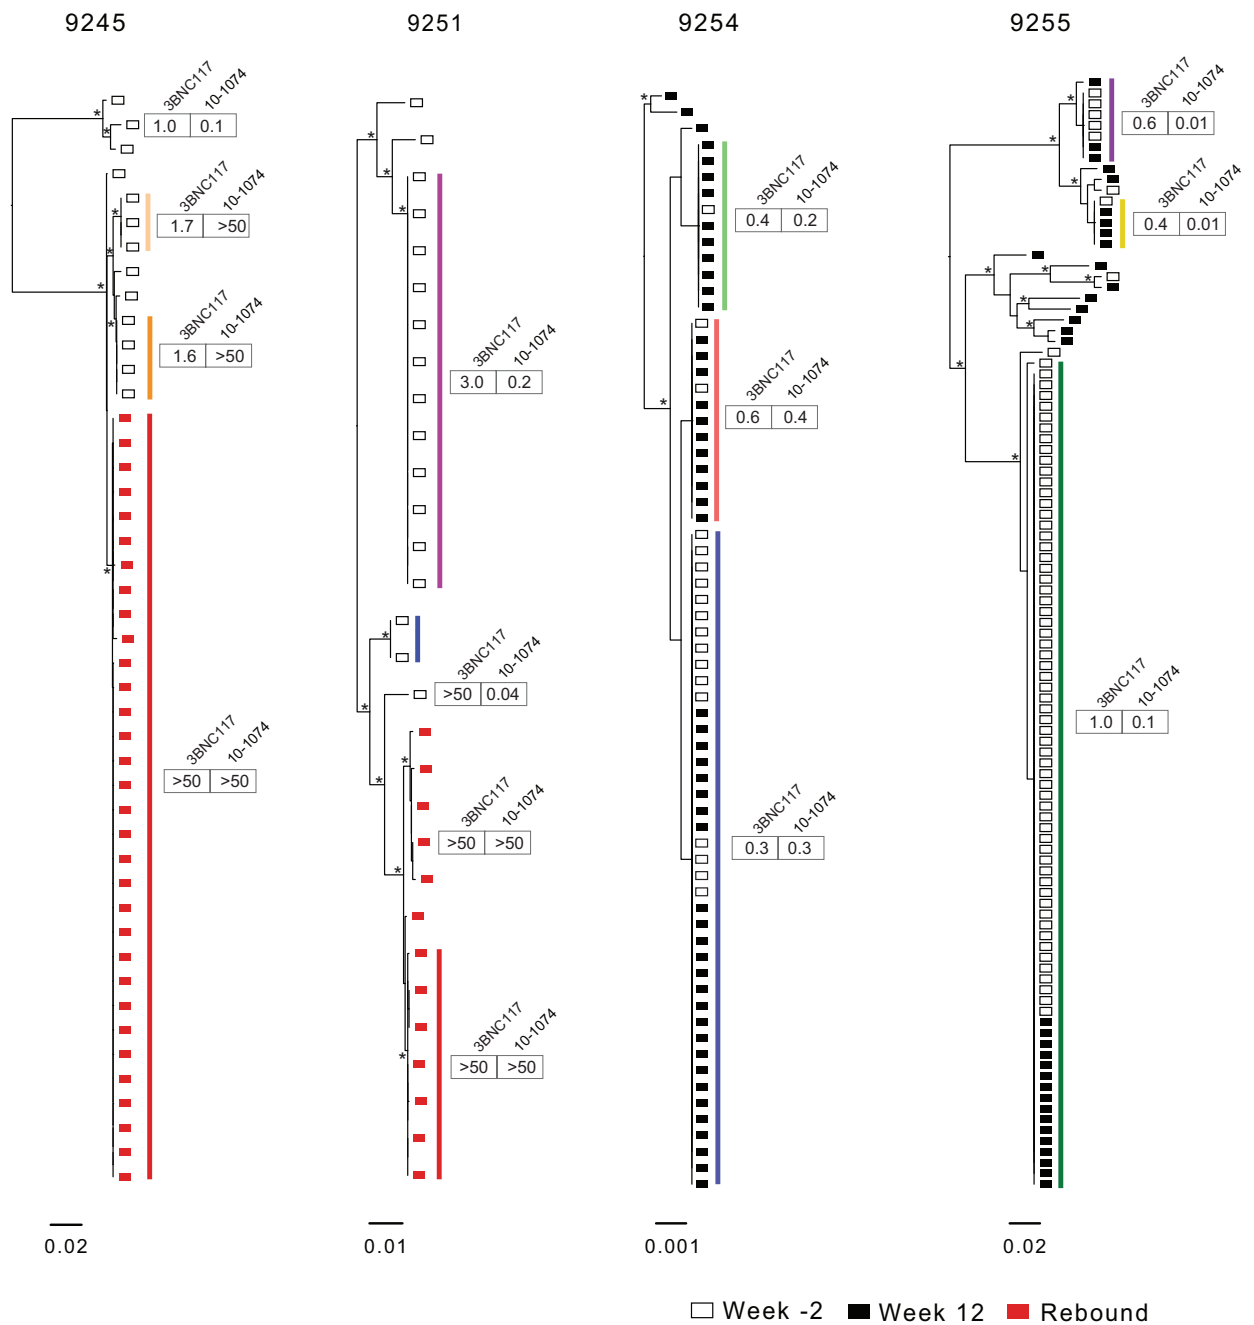 9245
9251
9254
9255
3BNC117 10-1074
1.0 0.1
3BNC117 10-1074
1.7 >50
3BNC117 10-1074
1.6 >50
3BNC117 10-1074
>50 >50
3BNC117 10-1074
3.0 0.2
3BNC117 10-1074
>50 0.04
3BNC117 10-1074
>50 >50
3BNC117 10-1074
>50 >50
3BNC117 10-1074
0.4 0.2
3BNC117 10-1074
0.6 0.4
3BNC117 10-1074
0.3 0.3
3BNC117 10-1074
0.6 0.01
3BNC117 10-1074
0.4 0.01
3BNC117 10-1074
1.0 0.1
0.02
0.01
0.001
0.02
Week -2 Week 12 Rebound